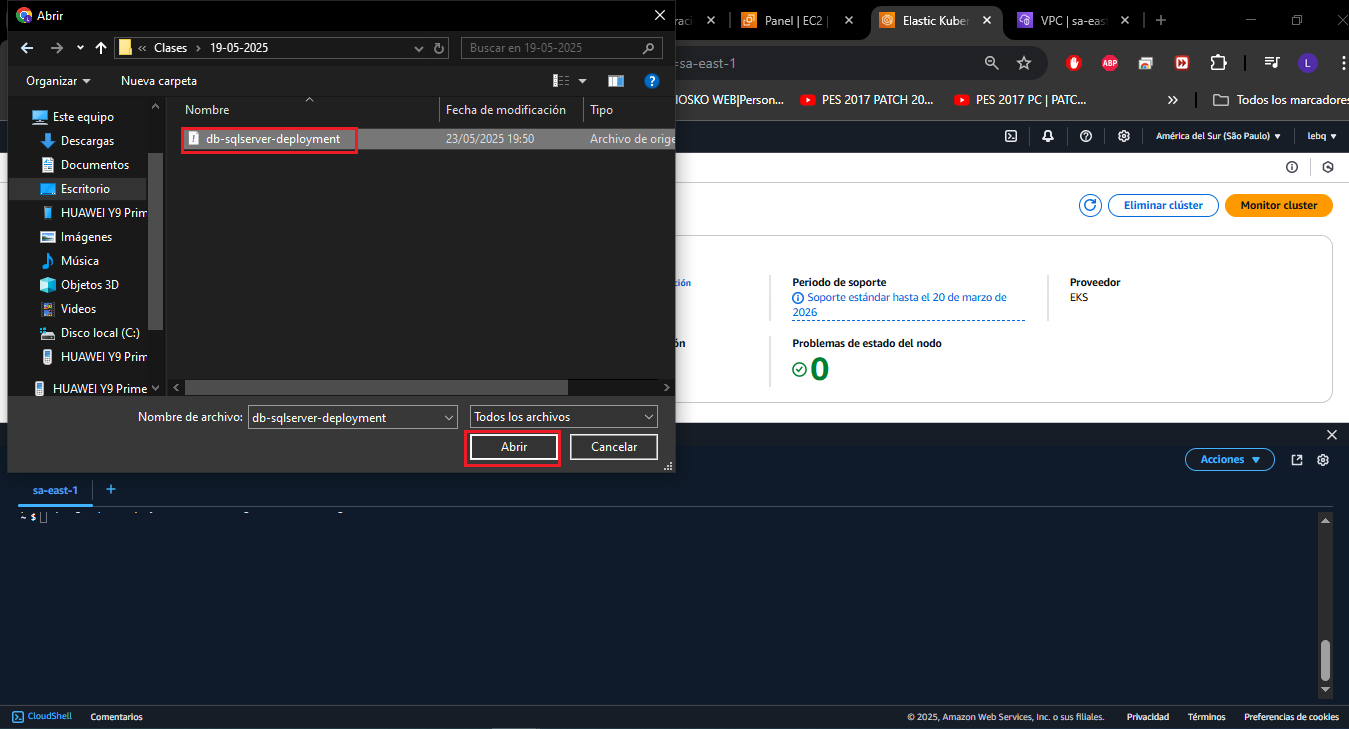 Abrir
Panel | EC2 |
Elastic Kuber
VPC | sa-east
Clases
19-05-2025
Buscar en 19-05-2025
=sa-east-1
Organizar
Nueva carpeta
IOSKO WEB|Person...
PES 2017 PATCH 20...
PES 2017 PC | PATC...
Todos los marcadores
Nombre
Fecha de modificación
Tipo
Este equipo
db-sqlserver-deployment
23/05/2025 19:50
Archivo de orige
América del Sur (São Paulo)
lebq
Descargas
Documentos
Escritorio
HUAWEI Y9 Prim
Imágenes
Música
Objetos 3D
Videos
Disco local (C:)
HUAWEI Y9 Prim
HUAWEI Y9 Prime
Eliminar clúster
Monitor cluster
ción
Periodo de soporte
Soporte estándar hasta el 20 de marzo de
2026
Proveedor
EKS
ón
Problemas de estado del nodo
0
Nombre de archivo:
db-sqlserver-deployment
Todos los archivos
Abrir
Cancelar
Acciones
sa-east-1
~ $
CloudShell
Comentarios
© 2025, Amazon Web Services, Inc. o sus filiales.
Privacidad
Términos
Preferencias de cookies